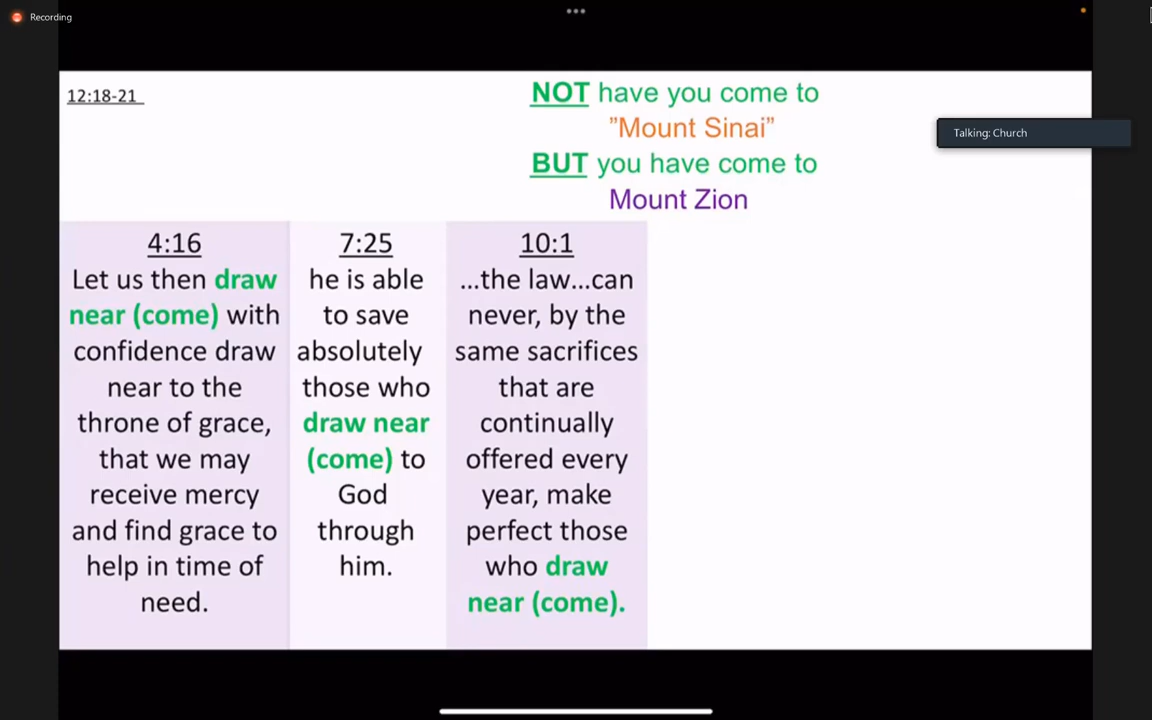 Recording
12:18-21
NOT have you come to
”Mount Sinai”
BUT you have come to
Mount Zion
Talking: Church
4:16
Let us then draw
near (come) with
confidence draw
near to the
throne of grace,
that we may
receive mercy
and find grace to
help in time of
need.
7:25
he is able
to save
absolutely
those who
draw near
(come) to
God
through
him.
10:1
...the law...can
never, by the
same sacrifices
that are
continually
offered every
year, make
perfect those
who draw
near (come).